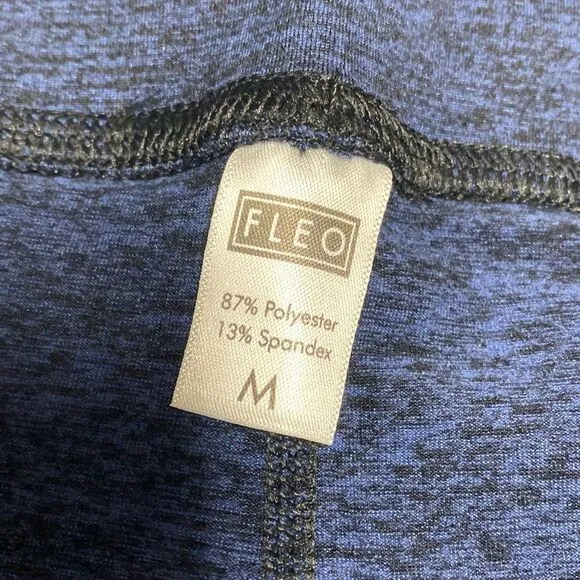 FLEO
87% Polyester
13% Spandex
M